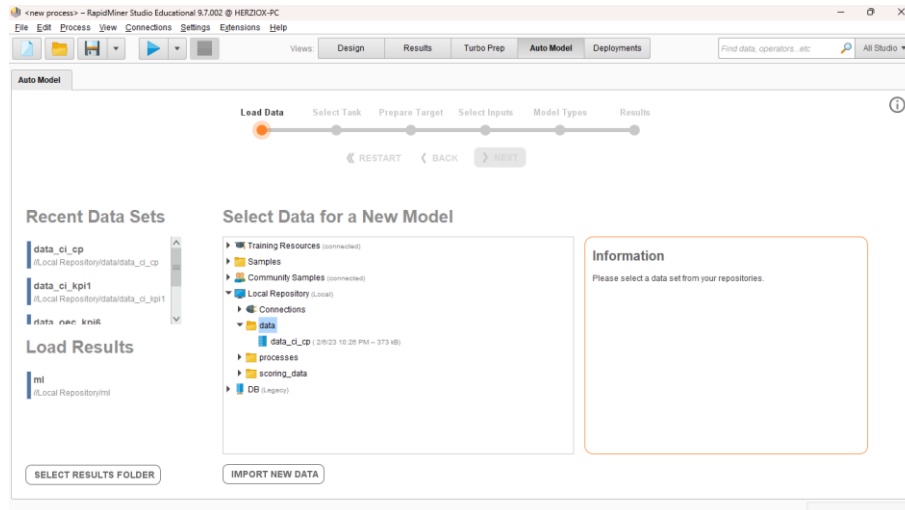 <new process> – RapidMiner Studio Educational 9.7.002 @ HERZIOX-PC
File Edit Process View Connections Settings Extensions Help
Views: Design Results Turbo Prep Auto Model Deployments Find data, operators...etc All Studio
Auto Model
Load Data Select Task Prepare Target Select Inputs Model Types Results
RESTART BACK NEXT
Recent Data Sets
data_ci_cp
//Local Repository/data/data_ci_cp
data_ci_kpi1
//Local Repository/data/data_ci_kpi1
data_oec_kpi6
Load Results
ml
//Local Repository/ml
SELECT RESULTS FOLDER
Select Data for a New Model
Training Resources (connected)
Samples
Community Samples (connected)
Local Repository (Local)
Connections
data
data_ci_cp ( 2/6/23 10:26 PM – 373 kB)
processes
scoring_data
DB (Legacy)
IMPORT NEW DATA
Information
Please select a data set from your repositories.